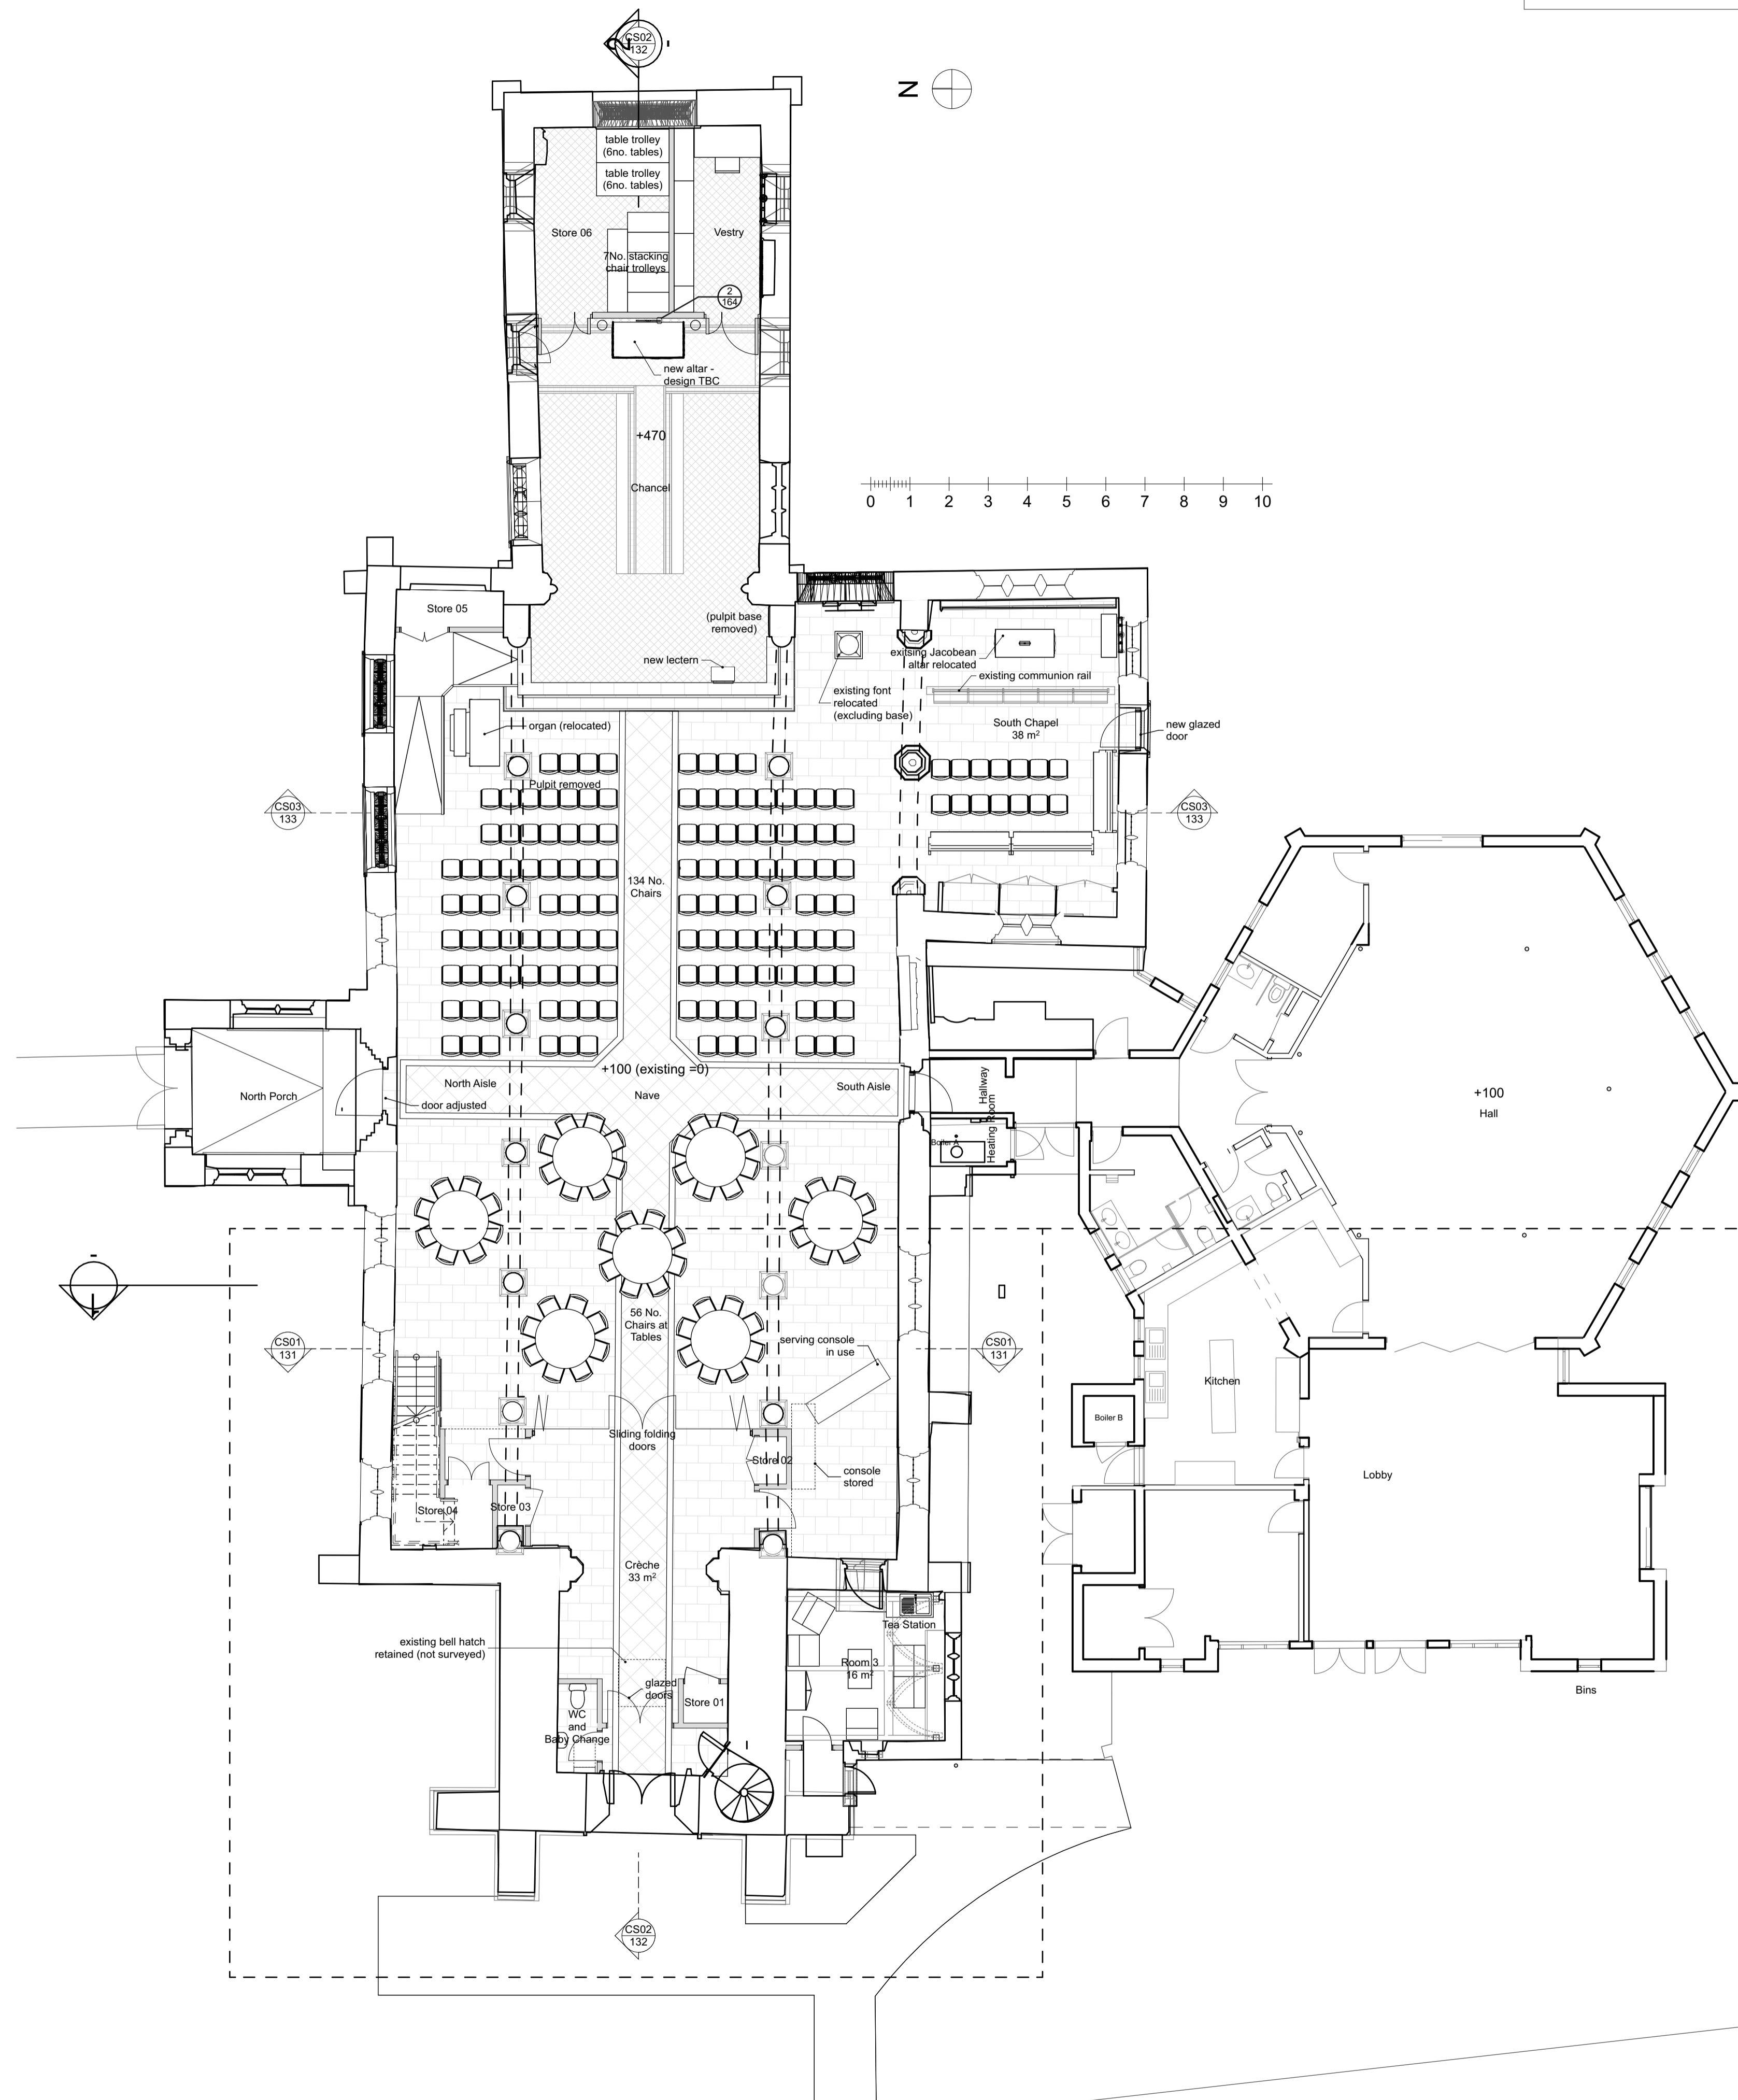 CS02
132
2
-
N
table trolley
(6no. tables)
table trolley
(6no. tables)
Store 06
Vestry
7No. stacking
chair trolleys
2
164
new altar -
design TBC
+470
Chancel
0 1 2 3 4 5 6 7 8 9 10
Store 05
(pulpit base
removed)
new lectern
exitsing Jacobean
altar relocated
existing communion rail
existing font
relocated
(excluding base)
South Chapel
38 m²
new glazed
door
organ (relocated)
Pulpit removed
CS03
133
CS03
133
134 No.
Chairs
+100 (existing =0)
North Aisle
Nave
South Aisle
North Porch
door adjusted
Hallway
Heating Room
Boiler A
+100
Hall
-
1
56 No.
Chairs at
Tables
serving console
in use
CS01
131
CS01
131
Kitchen
Boiler B
Sliding folding
doors
Store 02
console
stored
Lobby
Store 04
Store 03
Crèche
33 m²
Tea Station
existing bell hatch
retained (not surveyed)
Room 3
16 m²
glazed
doors
Store 01
WC
and
Baby Change
Bins
CS02
132